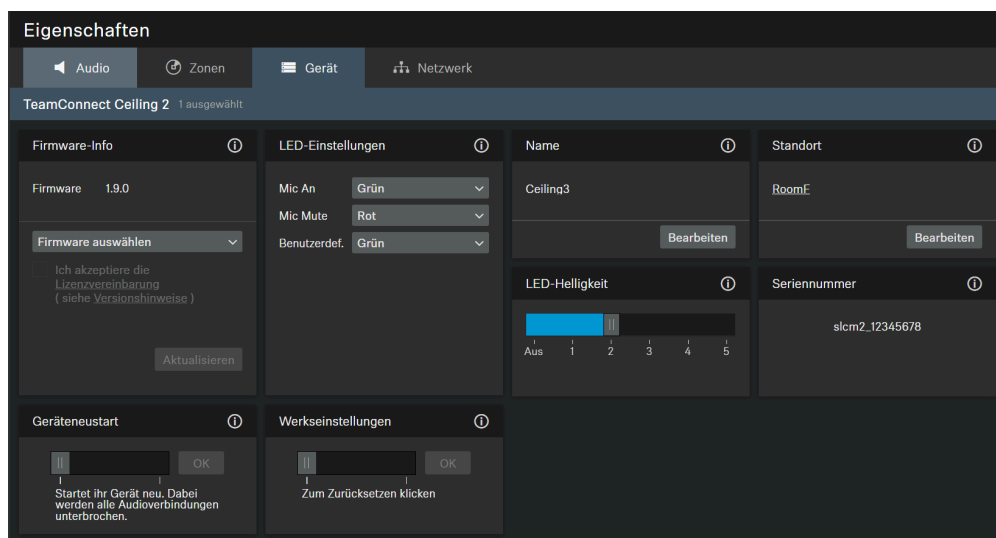 Eigenschaften
Audio
Zonen
Gerät
Netzwerk
TeamConnect Ceiling 2 1 ausgewählt
Firmware-Info
Firmware 1.9.0
Firmware auswählen
Ich akzeptiere die
Lizenzvereinbarung
( siehe Versionshinweise )
Aktualisieren
LED-Einstellungen
Mic An Grün
Mic Mute Rot
Benutzerdef. Grün
Name
Ceiling3
Bearbeiten
Standort
RoomF
Bearbeiten
LED-Helligkeit
Aus 1 2 3 4 5
Seriennummer
slcm2_12345678
Geräteneustart
OK
Startet ihr Gerät neu. Dabei
werden alle Audioverbindungen
unterbrochen.
Werkseinstellungen
OK
Zum Zurücksetzen klicken